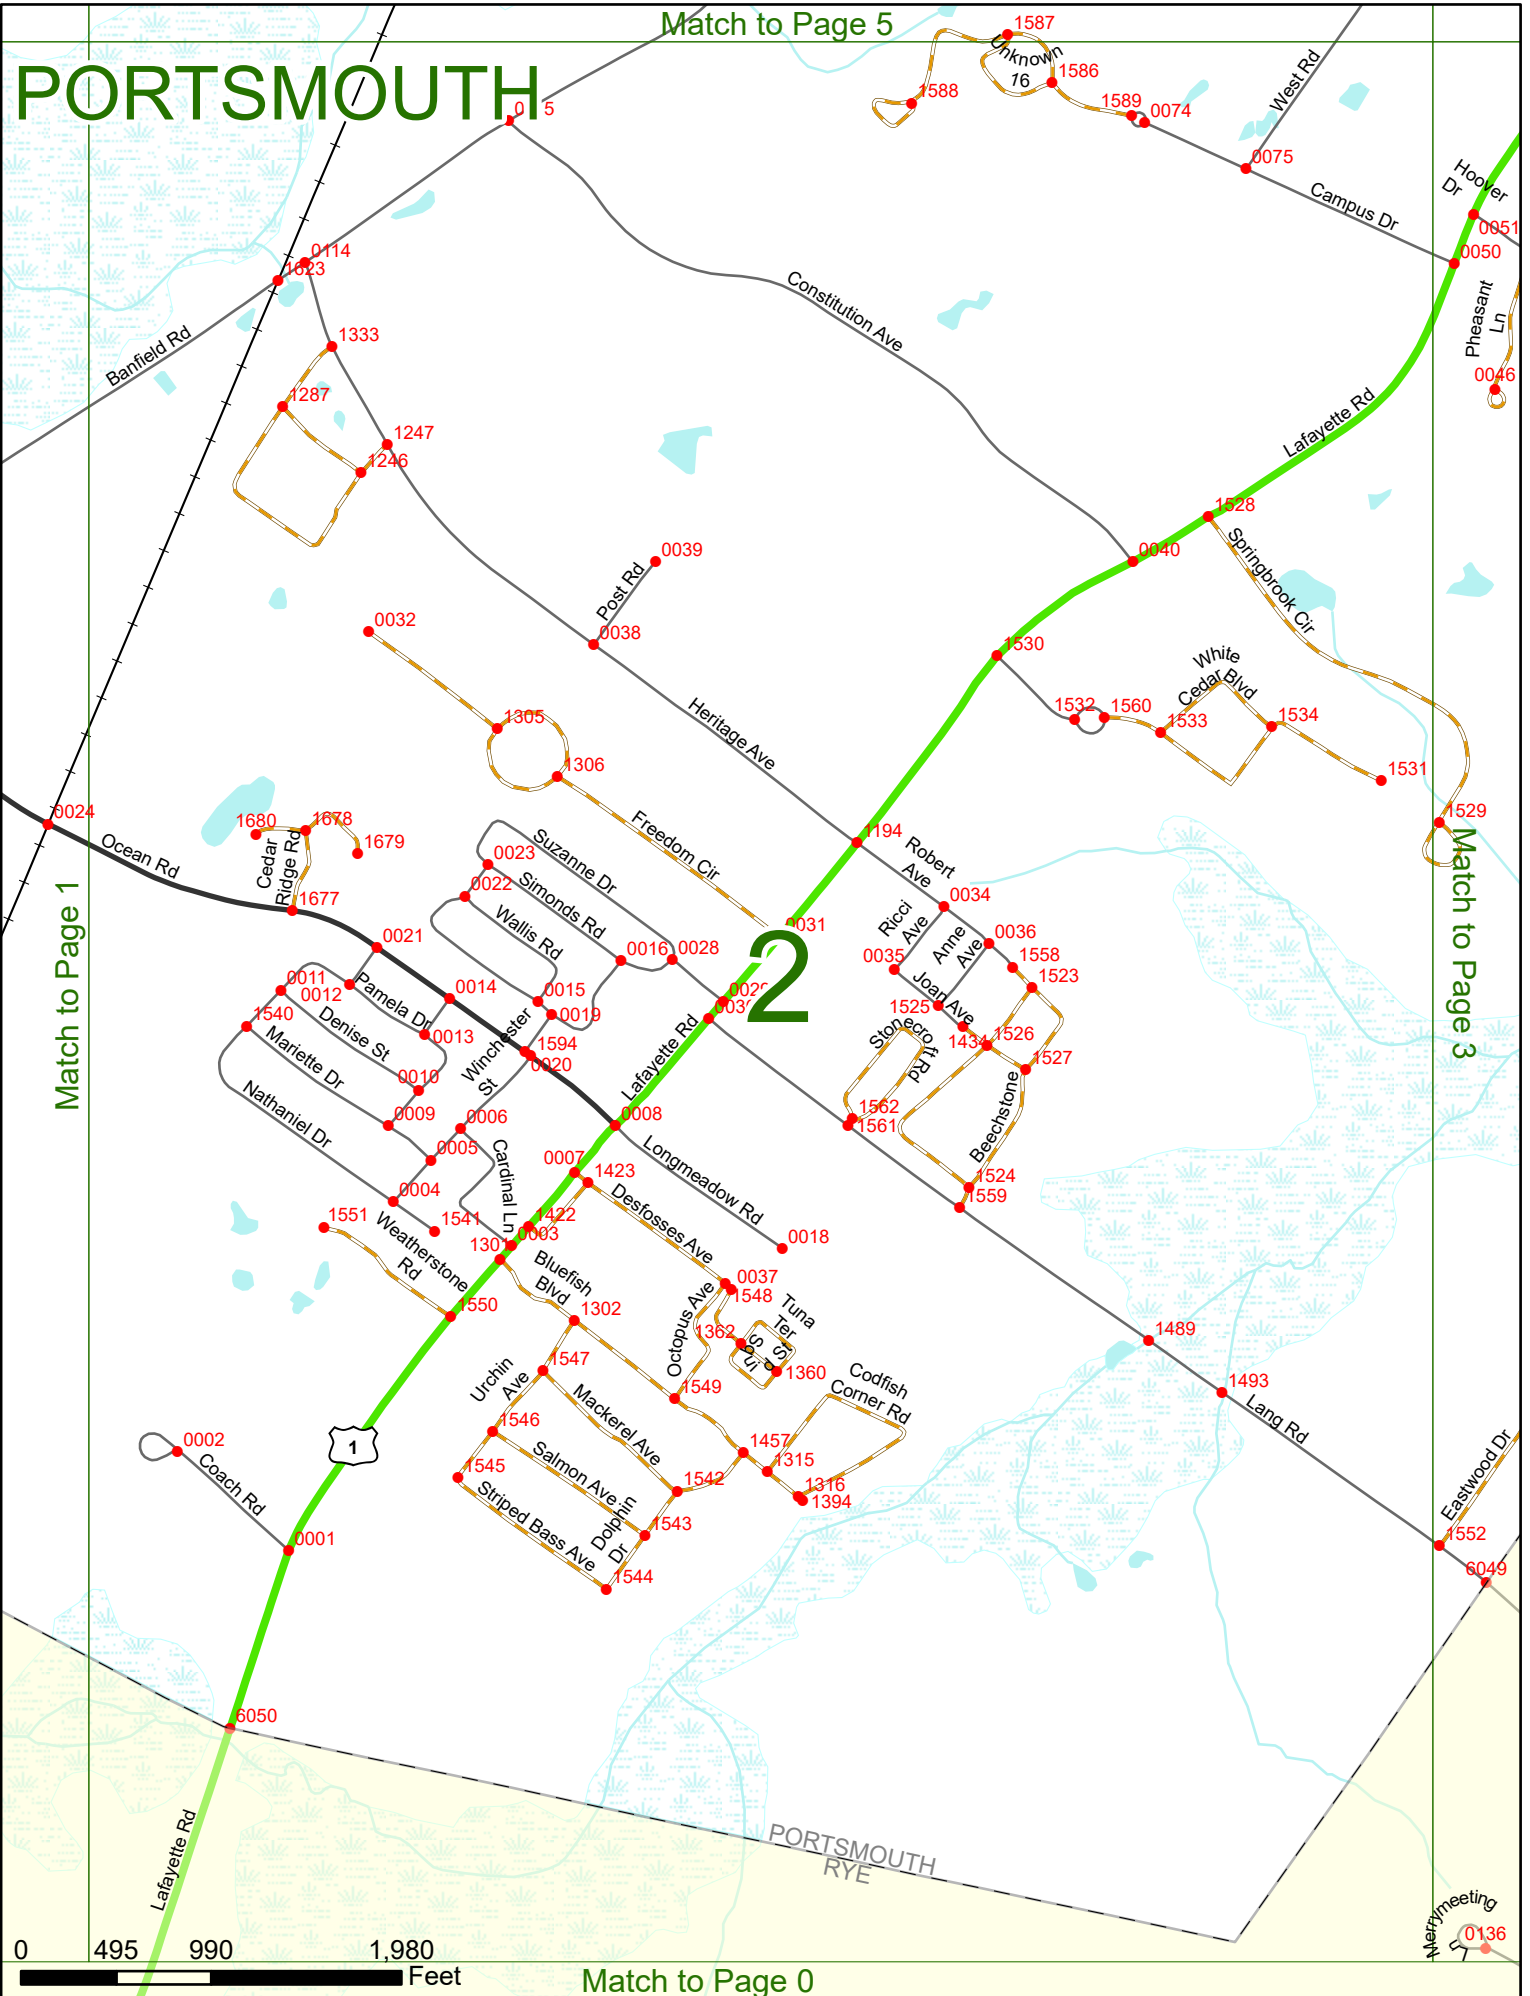 Match to Page 5
PORTSMOUTH
1587
Unknown
16
1586
1588
1589
0074
West Rd
0075
Campus Dr
Hoover
Dr
0051
0050
Pheasant
Ln
0046
0114
1623
Banfield Rd
1333
1287
1247
1246
Constitution Ave
Lafayette Rd
1528
0040
Springbrook Cir
0039
Post Rd
0038
0032
1305
1306
Heritage Ave
Freedom Cir
1530
1532
1560
White
Cedar Blvd
1533
1534
1531
1529
0024
Ocean Rd
1680
1678
1679
Cedar
Ridge Rd
1677
0023
Suzanne Dr
0022
Simonds Rd
Wallis Rd
0016
0028
0031
1194
Robert
Ave
0034
Ricci
Ave
Anne
Ave
0036
0035
1558
1523
Joan Ave
1525
1434
1526
1527
Stonecroft Rd
1562
1561
Beechstone
1524
1559
2
0029
Lafayette Rd
0021
0011
0012
Pamela Dr
0014
0013
0015
0019
Winchester
St
1594
0020
1540
Denise St
Mariette Dr
0010
0009
Nathaniel Dr
0006
0005
0004
0008
Cardinal Ln
Longmeadow Rd
0018
0007
1423
Desfosses Ave
1422
0003
1301
1541
1551
Weatherstone
Rd
1550
Bluefish
Blvd
1302
0037
1548
Octopus Ave
Tuna
Ter
1362
1360
1549
1547
Urchin
Ave
1546
Mackerel Ave
1545
Salmon Ave
Striped Bass Ave
Dolphin
Dr
1542
1543
1544
1457
1315
1316
1394
Codfish
Corner Rd
1489
1493
Lang Rd
Eastwood Dr
1552
6049
1
0002
Coach Rd
0001
6050
Lafayette Rd
PORTSMOUTH
RYE
Merrymeeting
Ln
0136
Match to Page 1
Match to Page 3
0 495 990 1,980
Feet
Match to Page 0